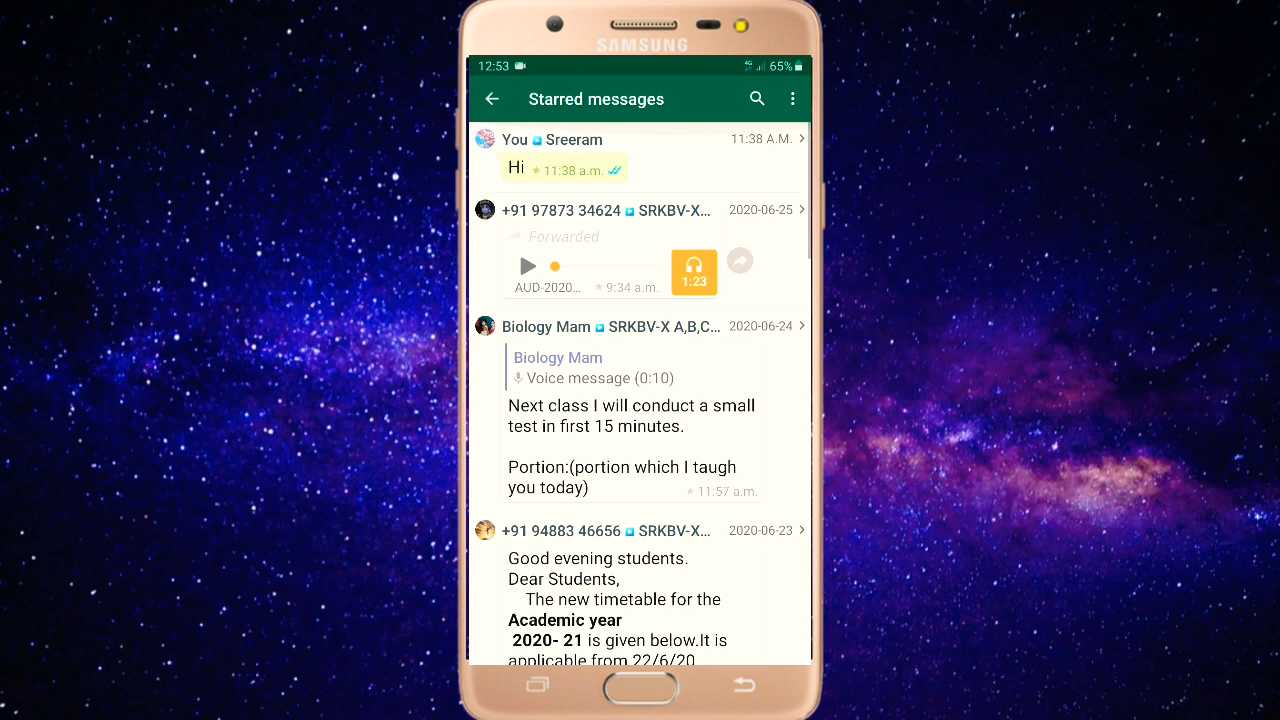 SAMSUNG
12:53 4G 65%
Starred messages
You Sreeram 11:38 A.M.
Hi 11:38 a.m.
+91 97873 34624 SRKBV-X... 2020-06-25
Forwarded
1:23
AUD-2020... 9:34 a.m.
Biology Mam SRKBV-X A,B,C... 2020-06-24
Biology Mam
Voice message (0:10)
Next class I will conduct a small
test in first 15 minutes.
Portion:(portion which I taugh
you today) 11:57 a.m.
+91 94883 46656 SRKBV-X... 2020-06-23
Good evening students.
Dear Students,
The new timetable for the
Academic year
2020- 21 is given below.It is
applicable from 22/6/20